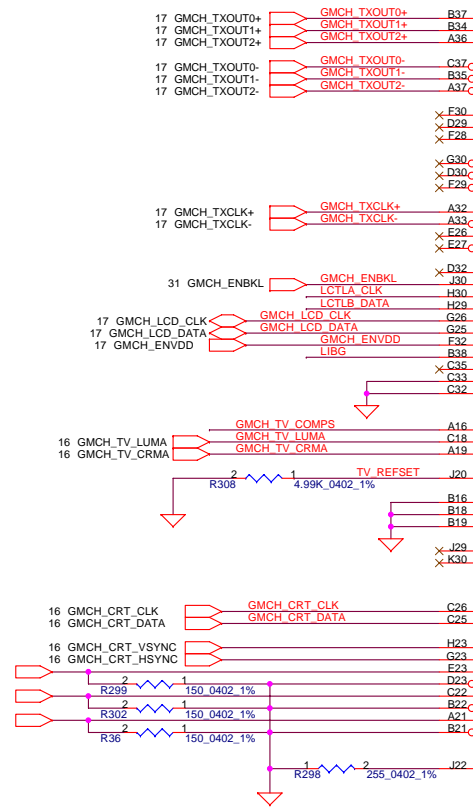 17 GMCH_TXOUT0+ GMCH_TXOUT0+ B37
17 GMCH_TXOUT1+ GMCH_TXOUT1+ B34
17 GMCH_TXOUT2+ GMCH_TXOUT2+ A36
17 GMCH_TXOUT0- GMCH_TXOUT0- C37
17 GMCH_TXOUT1- GMCH_TXOUT1- B35
17 GMCH_TXOUT2- GMCH_TXOUT2- A37
F30
D29
F28
G30
D30
F29
17 GMCH_TXCLK+ GMCH_TXCLK+ A32
17 GMCH_TXCLK- GMCH_TXCLK- A33
E26
E27
D32
31 GMCH_ENBKL GMCH_ENBKL J30
LCTLA_CLK H30
LCTLB_DATA H29
17 GMCH_LCD_CLK GMCH_LCD_CLK G26
17 GMCH_LCD_DATA GMCH_LCD_DATA G25
17 GMCH_ENVDD GMCH_ENVDD F32
LIBG B38
C35
C33
C32
GMCH_TV_COMPS A16
16 GMCH_TV_LUMA GMCH_TV_LUMA C18
16 GMCH_TV_CRMA GMCH_TV_CRMA A19
2 1 TV_REFSET J20
R308 4.99K_0402_1%
B16
B18
B19
J29
K30
16 GMCH_CRT_CLK GMCH_CRT_CLK C26
16 GMCH_CRT_DATA GMCH_CRT_DATA C25
16 GMCH_CRT_VSYNC H23
16 GMCH_CRT_HSYNC G23
E23
2 1 D23
R299 150_0402_1% C22
2 1 B22
R302 150_0402_1% A21
2 1 B21
R36 150_0402_1%
1 2 J22
R298 255_0402_1%